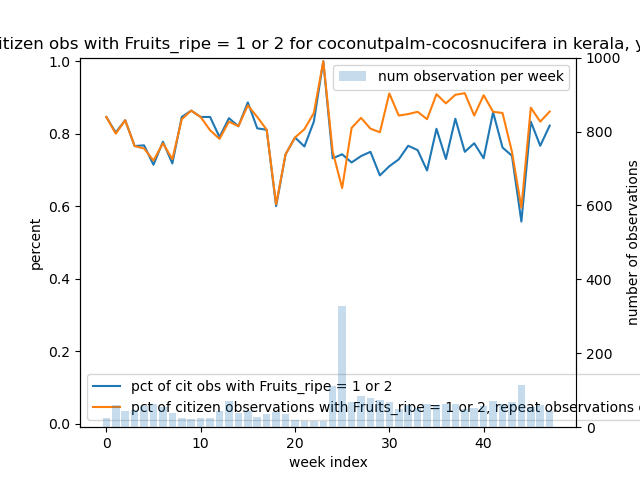 citizen obs with Fruits_ripe = 1 or 2 for coconutpalm-cocosnucifera in kerala, y
num observation per week
1.0
0.8
0.6
0.4
0.2
0.0
percent
1000
800
600
400
200
0
number of observations
pct of cit obs with Fruits_ripe = 1 or 2
pct of citizen observations with Fruits_ripe = 1 or 2, repeat observations
0
10
20
30
40
week index